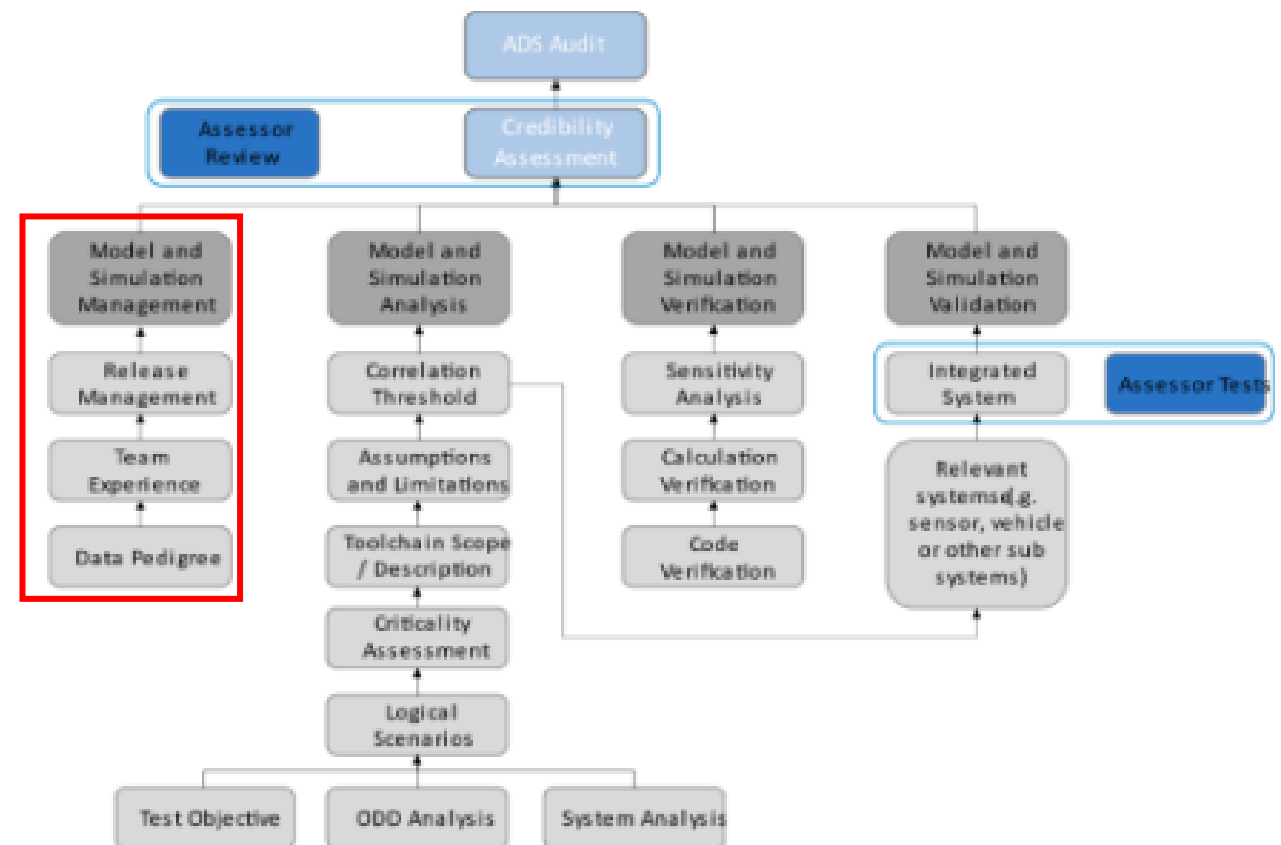 ADS Audit
Assessor
Review
Credibility
Assessment
Model and
Simulation
Management
Model and
Simulation
Analysis
Model and
Simulation
Verification
Model and
Simulation
Validation
Release
Management
Correlation
Threshold
Sensitivity
Analysis
Integrated
System
Assessor Tests
Team
Experience
Assumptions
and Limitations
Calculation
Verification
Relevant
systems(e.g.
sensor, vehicle
or other sub
systems)
Data Pedigree
Toolchain Scope
/ Description
Code
Verification
Criticality
Assessment
Logical
Scenarios
Test Objective
ODD Analysis
System Analysis